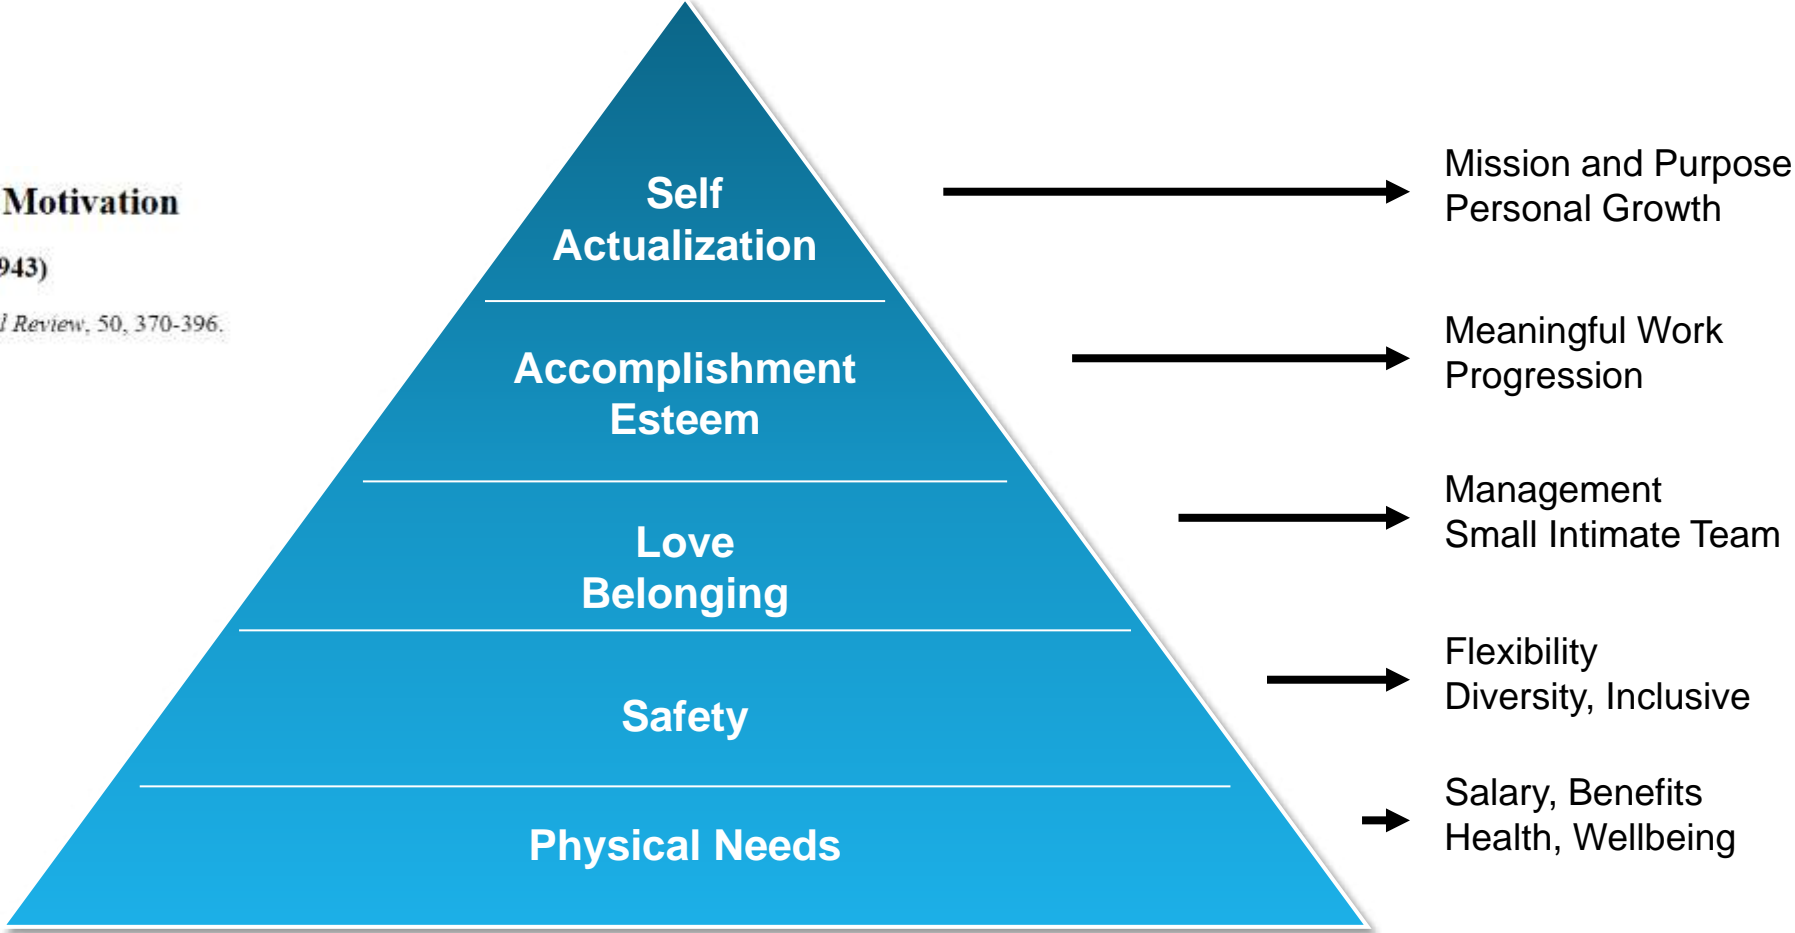 Motivation
943)
l Review, 50, 370-396.
Self
Actualization
Accomplishment
Esteem
Love
Belonging
Safety
Physical Needs
Mission and Purpose
Personal Growth
Meaningful Work
Progression
Management
Small Intimate Team
Flexibility
Diversity, Inclusive
Salary, Benefits
Health, Wellbeing